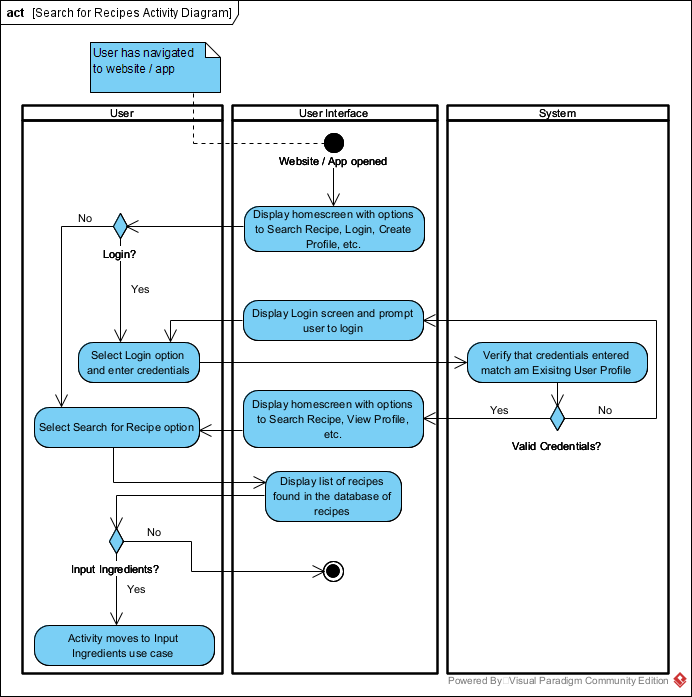 act [Search for Recipes Activity Diagram]
User has navigated
to website / app
User
User Interface
System
Website / App opened
Display homescreen with options
to Search Recipe, Login, Create
Profile, etc.
No
Login?
Yes
Display Login screen and prompt
user to login
Select Login option
and enter credentials
Verify that credentials entered
match am Exisitng User Profile
Display homescreen with options
to Search Recipe, View Profile,
etc.
Yes
No
Select Search for Recipe option
Valid Credentials?
Display list of recipes
found in the database of
recipes
No
Input Ingredients?
Yes
Activity moves to Input
Ingredients use case
Powered By Visual Paradigm Community Edition